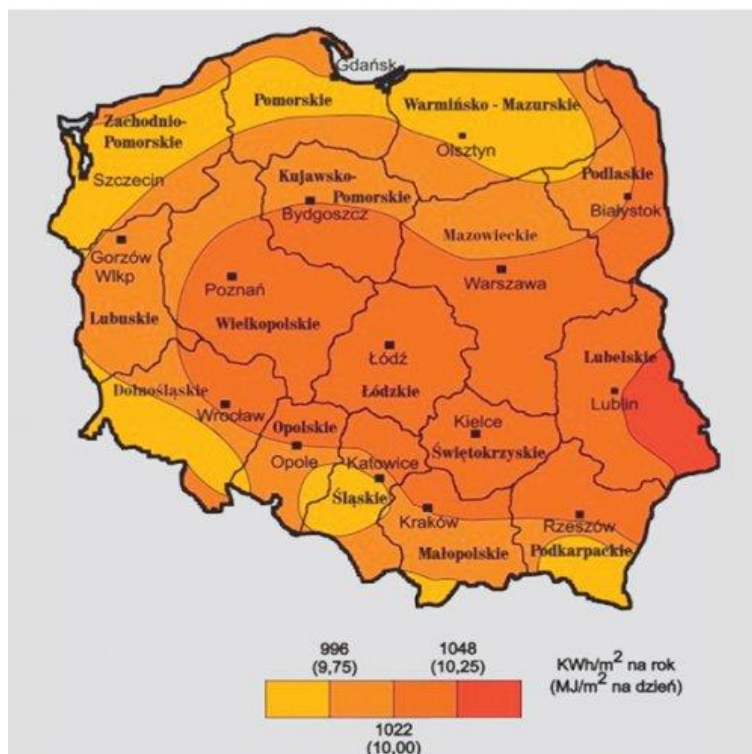 Gdańsk
Pomorskie
Warmińsko - Mazurskie
Zachodnio-
Pomorskie
Olsztyn
Szczecin
Kujawsko-
Pomorskie
Podlaskie
Bydgoszcz
Białystok
Mazowieckie
Gorzów
Wlkp
Poznań
Warszawa
Wielkopolskie
Lubuskie
Łódź
Łódzkie
Lubelskie
Lublin
Dolnośląskie
Wrocław
Opolskie
Kielce
Świętokrzyskie
Opole
Katowice
Śląskie
Kraków
Rzeszów
Małopolskie
Podkarpackie
996
(9,75)
1048
(10,25)
KWh/m² na rok
(MJ/m² na dzień)
1022
(10,00)